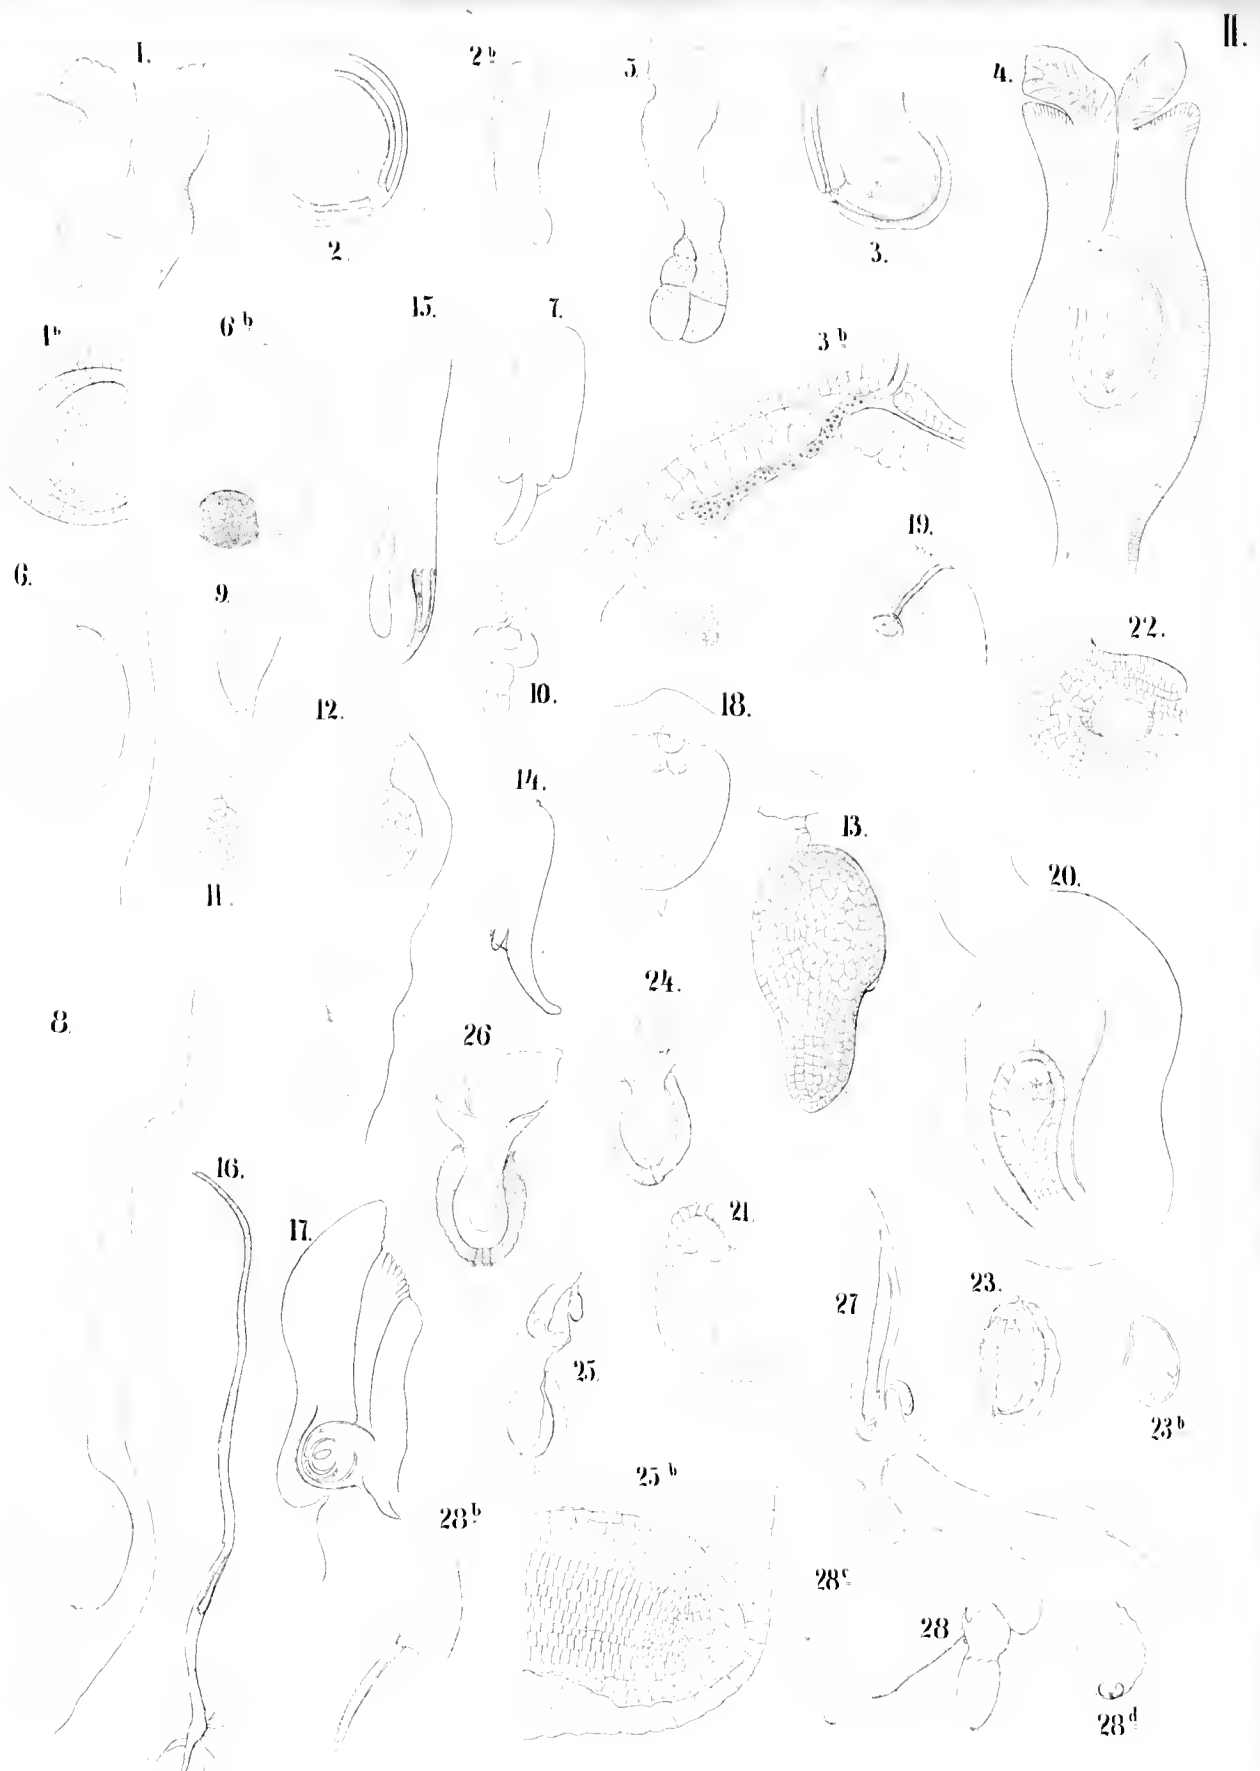 II.
1.
2ᵇ
5.
4.
2.
3.
1ᵇ
6ᵇ
15.
7.
3ᵇ
6.
9.
19.
22.
12.
10.
18.
14.
13.
11.
20.
8.
26
24.
16.
17.
21.
27
23.
25.
23ᵇ
25ᵇ
28ᵇ
28ᶜ
28
28ᵈ